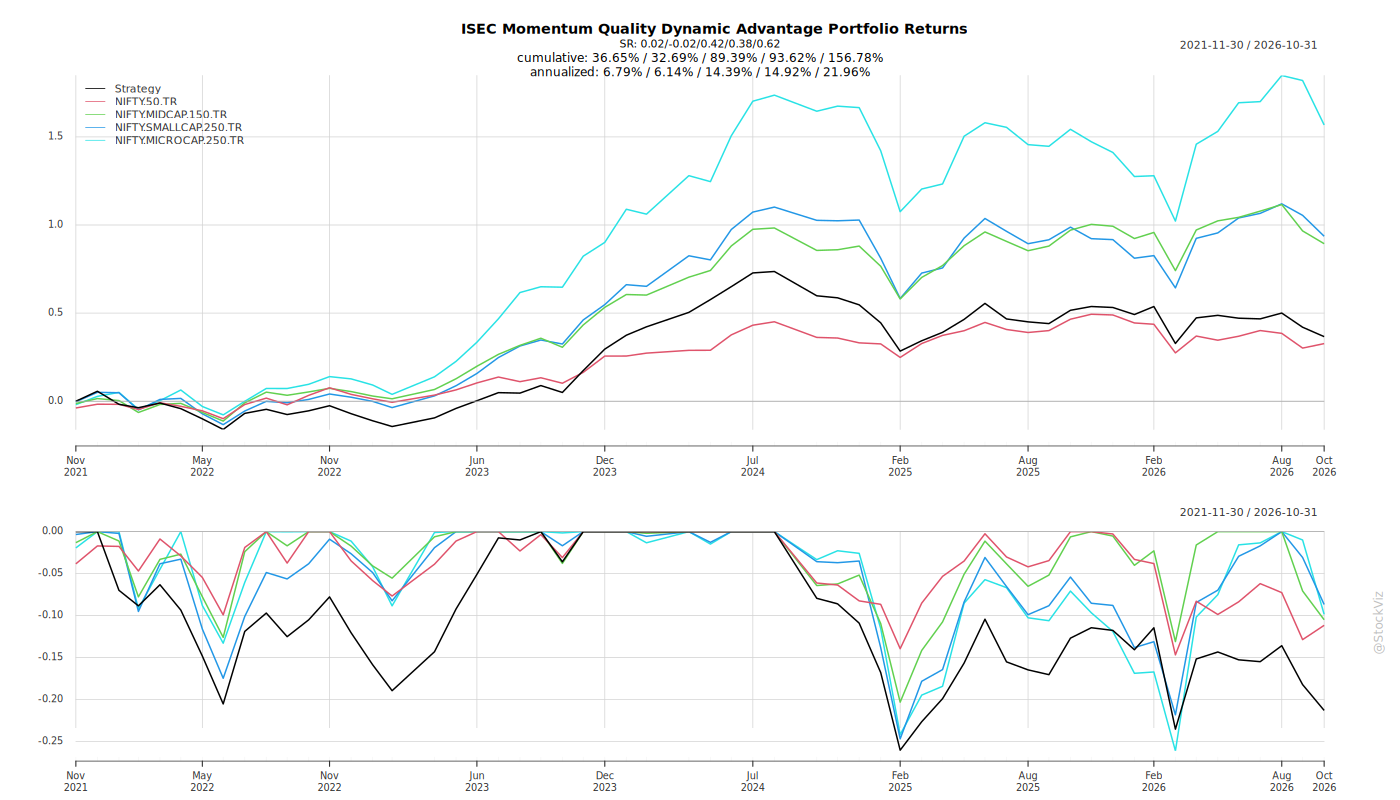 ISEC Momentum Quality Dynamic Advantage Portfolio Returns
SR: 0.02/-0.02/0.42/0.38/0.62
cumulative: 36.65% / 32.69% / 89.39% / 93.62% / 156.78%
annualized: 6.79% / 6.14% / 14.39% / 14.92% / 21.96%
2021-11-30 / 2026-10-31
Strategy
NIFTY.50.TR
NIFTY.MIDCAP.150.TR
NIFTY.SMALLCAP.250.TR
NIFTY.MICROCAP.250.TR
1.5
1.0
0.5
0.0
Nov May Nov Jun Dec Jul Feb Aug Feb Aug Oct
2021 2022 2022 2023 2023 2024 2025 2025 2026 2026 2026
2021-11-30 / 2026-10-31
0.00
-0.05
-0.10
-0.15
-0.20
-0.25
Nov May Nov Jun Dec Jul Feb Aug Feb Aug Oct
2021 2022 2022 2023 2023 2024 2025 2025 2026 2026 2026
@StockViz